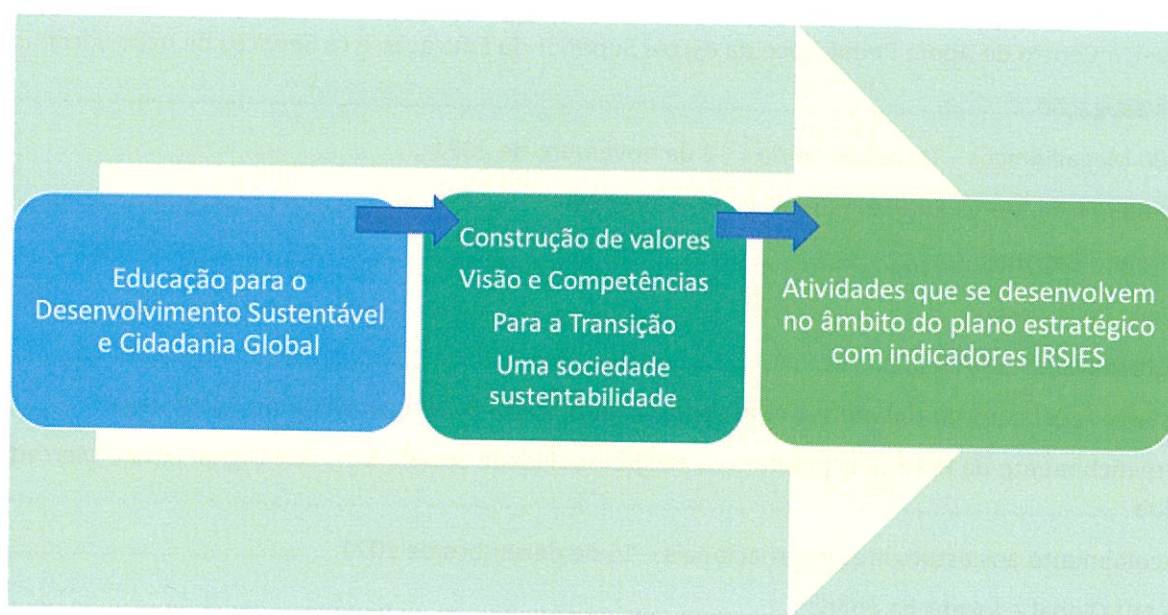 Educação para o
Desenvolvimento Sustentável
e Cidadania Global
Construção de valores
Visão e Competências
Para a Transição
Uma sociedade
sustentabilidade
Atividades que se desenvolvem
no âmbito do plano estratégico
com indicadores IRSIES